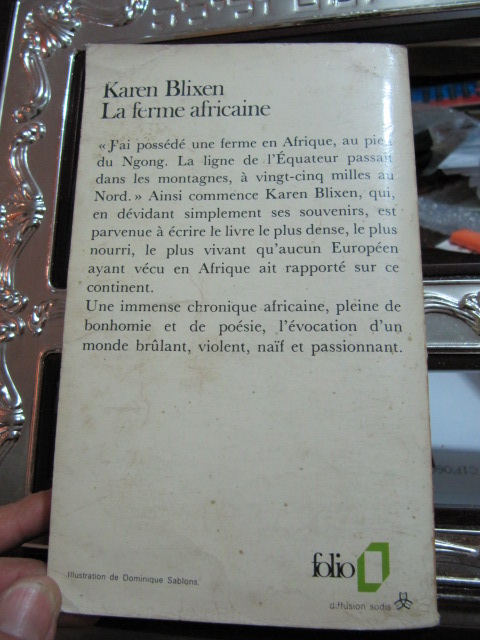 Karen Blixen
La ferme africaine
« J'ai possédé une ferme en Afrique, au pied
du Ngong. La ligne de l'Équateur passait
dans les montagnes, à vingt-cinq milles au
Nord. » Ainsi commence Karen Blixen, qui,
en dévidant simplement ses souvenirs, est
parvenue à écrire le livre le plus dense, le plus
nourri, le plus vivant qu'aucun Européen
ayant vécu en Afrique ait rapporté sur ce
continent.
Une immense chronique africaine, pleine de
bonhomie et de poésie, l'évocation d'un
monde brûlant, violent, naïf et passionnant.
folio
Illustration de Dominique Sablons.
diffusion sodis